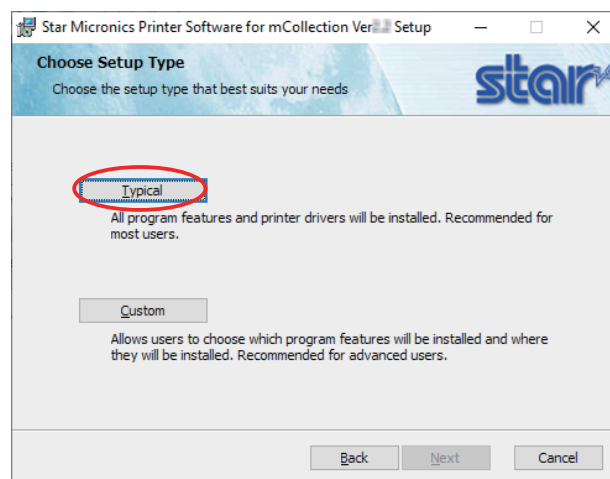 Star Micronics Printer Software for mCollection Ver Setup
Choose Setup Type
Choose the setup type that best suits your needs
star
Typical
All program features and printer drivers will be installed. Recommended for
most users.
Custom
Allows users to choose which program features will be installed and where
they will be installed. Recommended for advanced users.
Back Next Cancel